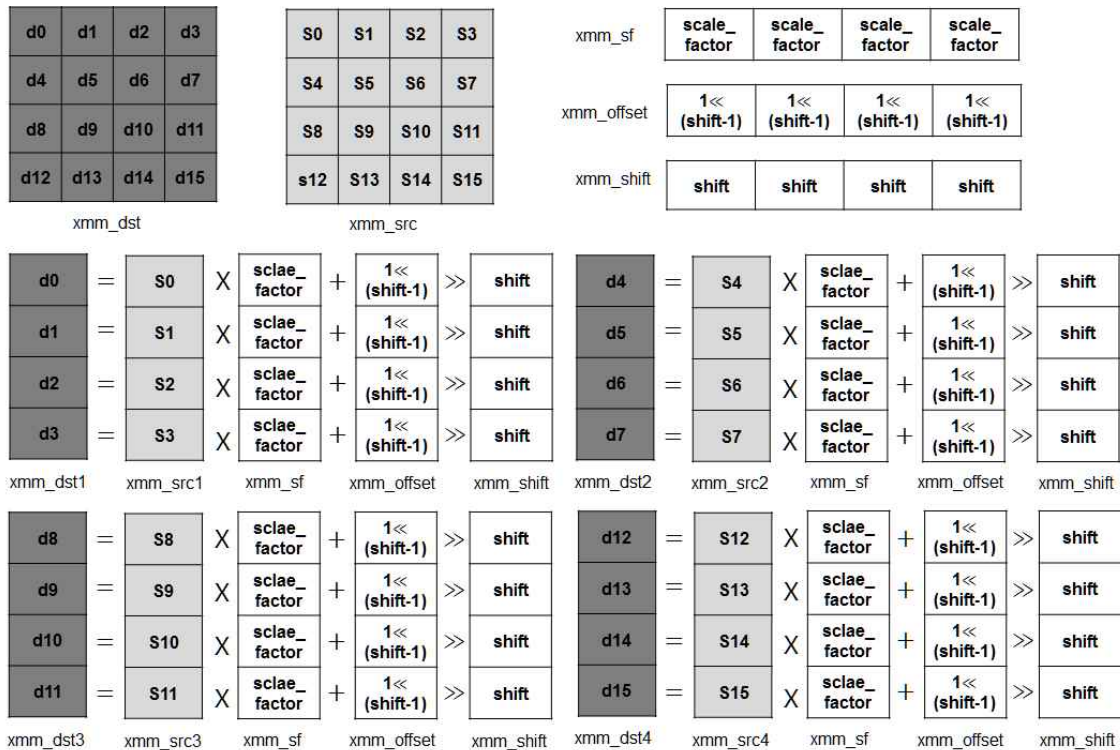 d0 d1 d2 d3
d4 d5 d6 d7
d8 d9 d10 d11
d12 d13 d14 d15
xmm_dst
S0 S1 S2 S3
S4 S5 S6 S7
S8 S9 S10 S11
s12 S13 S14 S15
xmm_src
xmm_sf scale_ scale_ scale_ scale_
factor factor factor factor
xmm_offset 1≪ 1≪ 1≪ 1≪
(shift-1) (shift-1) (shift-1) (shift-1)
xmm_shift shift shift shift shift
d0 = S0 X sclae_ + 1≪ ≫ shift
factor (shift-1)
d1 = S1 X sclae_ + 1≪ ≫ shift
factor (shift-1)
d2 = S2 X sclae_ + 1≪ ≫ shift
factor (shift-1)
d3 = S3 X sclae_ + 1≪ ≫ shift
factor (shift-1)
xmm_dst1 xmm_src1 xmm_sf xmm_offset xmm_shift
d4 = S4 X sclae_ + 1≪ ≫ shift
factor (shift-1)
d5 = S5 X sclae_ + 1≪ ≫ shift
factor (shift-1)
d6 = S6 X sclae_ + 1≪ ≫ shift
factor (shift-1)
d7 = S7 X sclae_ + 1≪ ≫ shift
factor (shift-1)
xmm_dst2 xmm_src2 xmm_sf xmm_offset xmm_shift
d8 = S8 X sclae_ + 1≪ ≫ shift
factor (shift-1)
d9 = S9 X sclae_ + 1≪ ≫ shift
factor (shift-1)
d10 = S10 X sclae_ + 1≪ ≫ shift
factor (shift-1)
d11 = S11 X sclae_ + 1≪ ≫ shift
factor (shift-1)
xmm_dst3 xmm_src3 xmm_sf xmm_offset xmm_shift
d12 = S12 X sclae_ + 1≪ ≫ shift
factor (shift-1)
d13 = S13 X sclae_ + 1≪ ≫ shift
factor (shift-1)
d14 = S14 X sclae_ + 1≪ ≫ shift
factor (shift-1)
d15 = S15 X sclae_ + 1≪ ≫ shift
factor (shift-1)
xmm_dst4 xmm_src4 xmm_sf xmm_offset xmm_shift